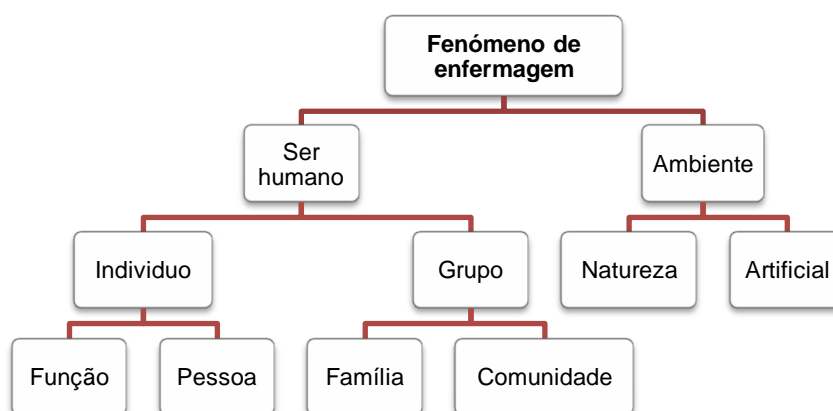 Fenómeno de
enfermagem
Ser
humano
Ambiente
Individuo
Grupo
Natureza
Artificial
Função
Pessoa
Família
Comunidade